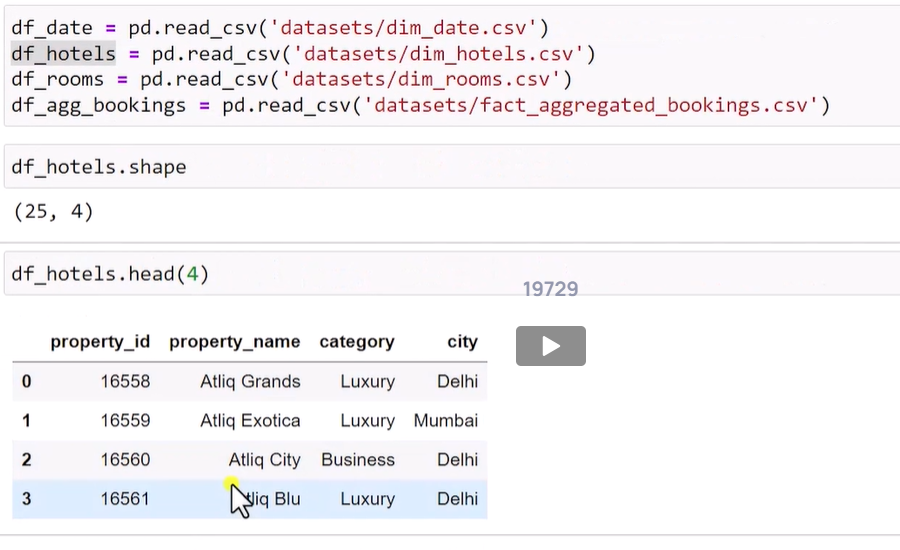 df_date = pd.read_csv('datasets/dim_date.csv')
df_hotels = pd.read_csv('datasets/dim_hotels.csv')
df_rooms = pd.read_csv('datasets/dim_rooms.csv')
df_agg_bookings = pd.read_csv('datasets/fact_aggregated_bookings.csv')
df_hotels.shape
(25, 4)
df_hotels.head(4)
19729
property_id property_name category city
0 16558 Atliq Grands Luxury Delhi
1 16559 Atliq Exotica Luxury Mumbai
2 16560 Atliq City Business Delhi
3 16561 Atliq Blu Luxury Delhi